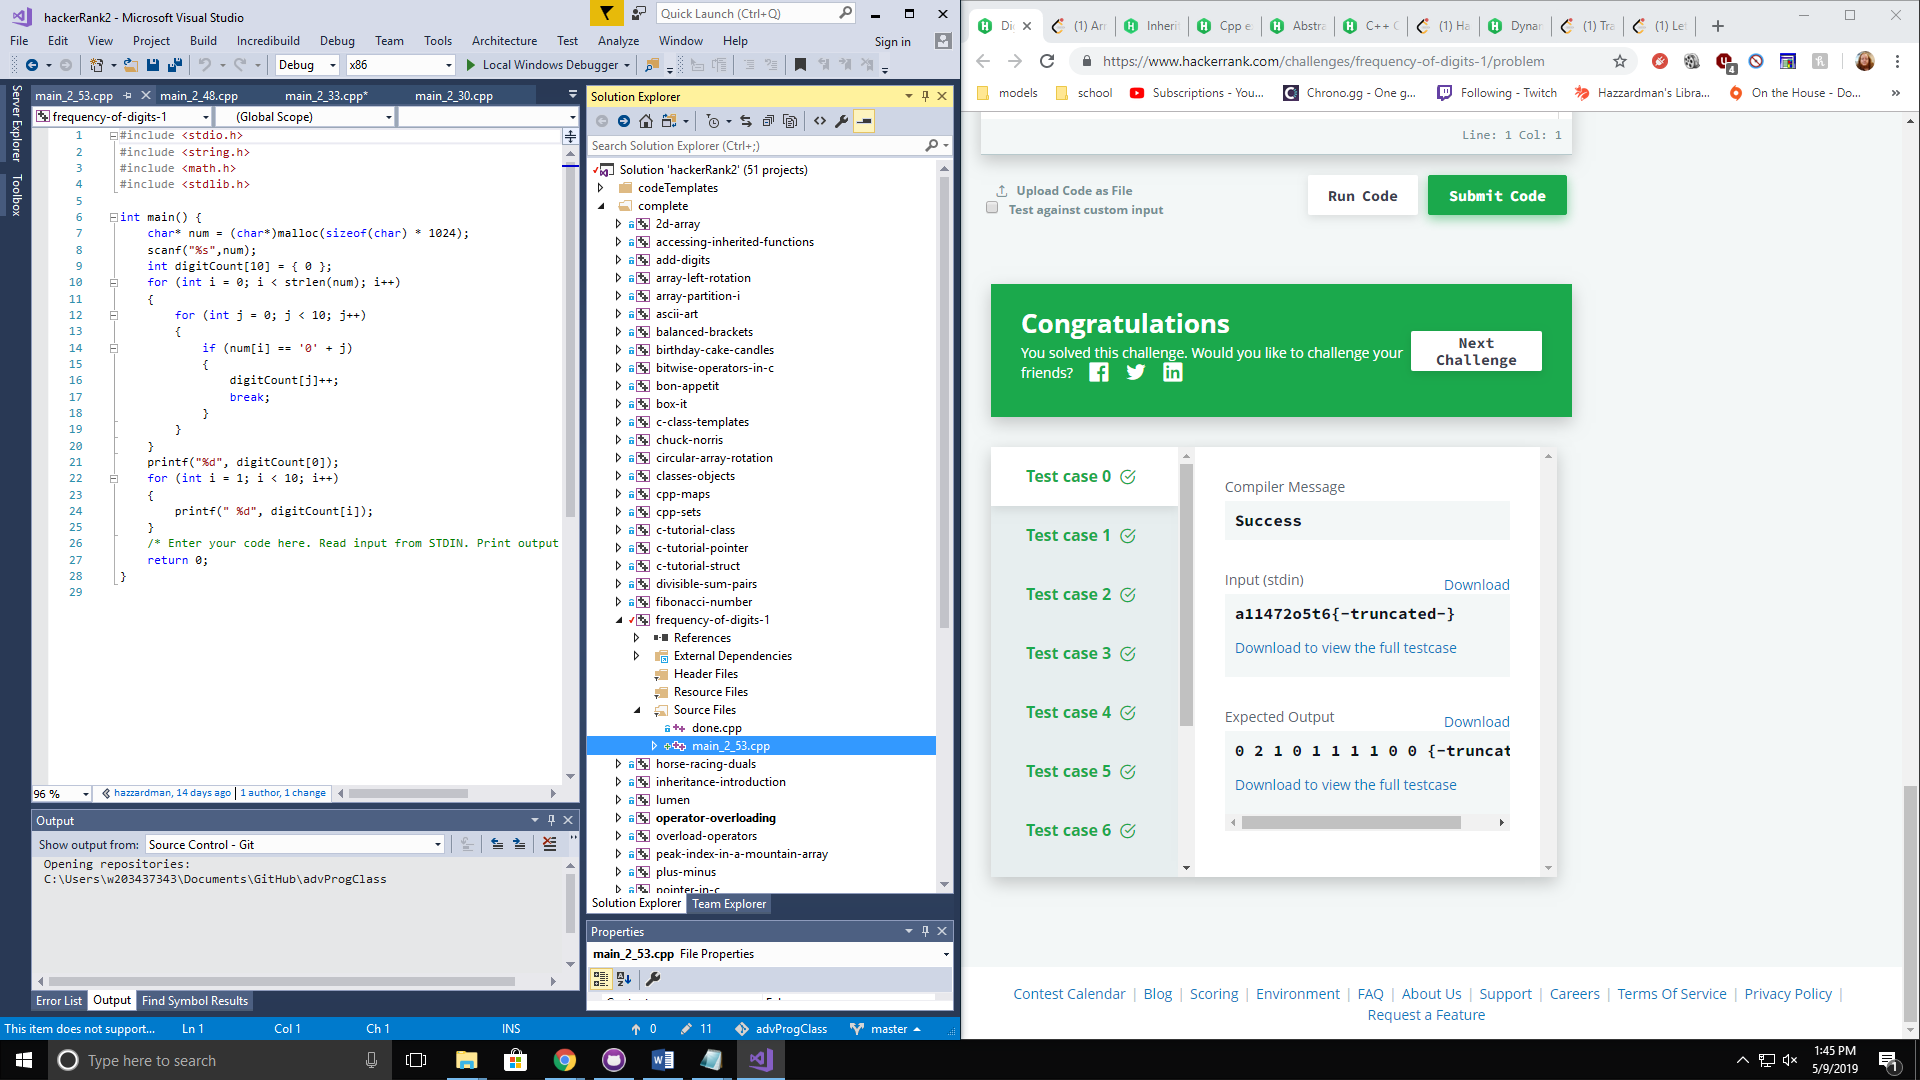 hackerRank2 - Microsoft Visual Studio
Quick Launch (Ctrl+Q)
File Edit View Project Build Incredibuild Debug Team Tools Architecture Test Analyze Window Help Sign in
Debug x86 Local Windows Debugger
Server Explorer
Toolbox
main_2_53.cpp main_2_48.cpp main_2_33.cpp* main_2_30.cpp
frequency-of-digits-1 (Global Scope)
1 #include <stdio.h>
2 #include <string.h>
3 #include <math.h>
4 #include <stdlib.h>
5
6 int main() {
7 char* num = (char*)malloc(sizeof(char) * 1024);
8 scanf("%s",num);
9 int digitCount[10] = { 0 };
10 for (int i = 0; i < strlen(num); i++)
11 {
12 for (int j = 0; j < 10; j++)
13 {
14 if (num[i] == '0' + j)
15 {
16 digitCount[j]++;
17 break;
18 }
19 }
20 }
21 printf("%d", digitCount[0]);
22 for (int i = 1; i < 10; i++)
23 {
24 printf(" %d", digitCount[i]);
25 }
26 /* Enter your code here. Read input from STDIN. Print output
27 return 0;
28 }
29
96 % hazzardman, 14 days ago | 1 author, 1 change
Output
Show output from: Source Control - Git
Opening repositories:
C:\Users\w203437343\Documents\GitHub\advProgClass
Error List Output Find Symbol Results
Solution Explorer
Search Solution Explorer (Ctrl+;)
Solution 'hackerRank2' (51 projects)
codeTemplates
complete
2d-array
accessing-inherited-functions
add-digits
array-left-rotation
array-partition-i
ascii-art
balanced-brackets
birthday-cake-candles
bitwise-operators-in-c
bon-appetit
box-it
c-class-templates
chuck-norris
circular-array-rotation
classes-objects
cpp-maps
cpp-sets
c-tutorial-class
c-tutorial-pointer
c-tutorial-struct
divisible-sum-pairs
fibonacci-number
frequency-of-digits-1
References
External Dependencies
Header Files
Resource Files
Source Files
done.cpp
main_2_53.cpp
horse-racing-duals
inheritance-introduction
lumen
operator-overloading
overload-operators
peak-index-in-a-mountain-array
plus-minus
pointer-in-c
Solution Explorer Team Explorer
Properties
main_2_53.cpp File Properties
This item does not support... Ln 1 Col 1 Ch 1 INS 0 11 advProgClass master
Dig (1) Arr Inherit Cpp e Abstra C++ C (1) Ha Dynar (1) Tra (1) Le
https://www.hackerrank.com/challenges/frequency-of-digits-1/problem
4
models school Subscriptions - You... Chrono.gg - One g... Following - Twitch Hazzardman's Libra... On the House - Do... »
Line: 1 Col: 1
Upload Code as File
Test against custom input
Run Code Submit Code
Congratulations
You solved this challenge. Would you like to challenge your
friends?
Next
Challenge
Test case 0
Test case 1
Test case 2
Test case 3
Test case 4
Test case 5
Test case 6
Compiler Message
Success
Input (stdin) Download
a11472o5t6{-truncated-}
Download to view the full testcase
Expected Output Download
0 2 1 0 1 1 1 1 0 0 {-truncat
Download to view the full testcase
Contest Calendar | Blog | Scoring | Environment | FAQ | About Us | Support | Careers | Terms Of Service | Privacy Policy |
Request a Feature
Type here to search
1:45 PM
5/9/2019
1